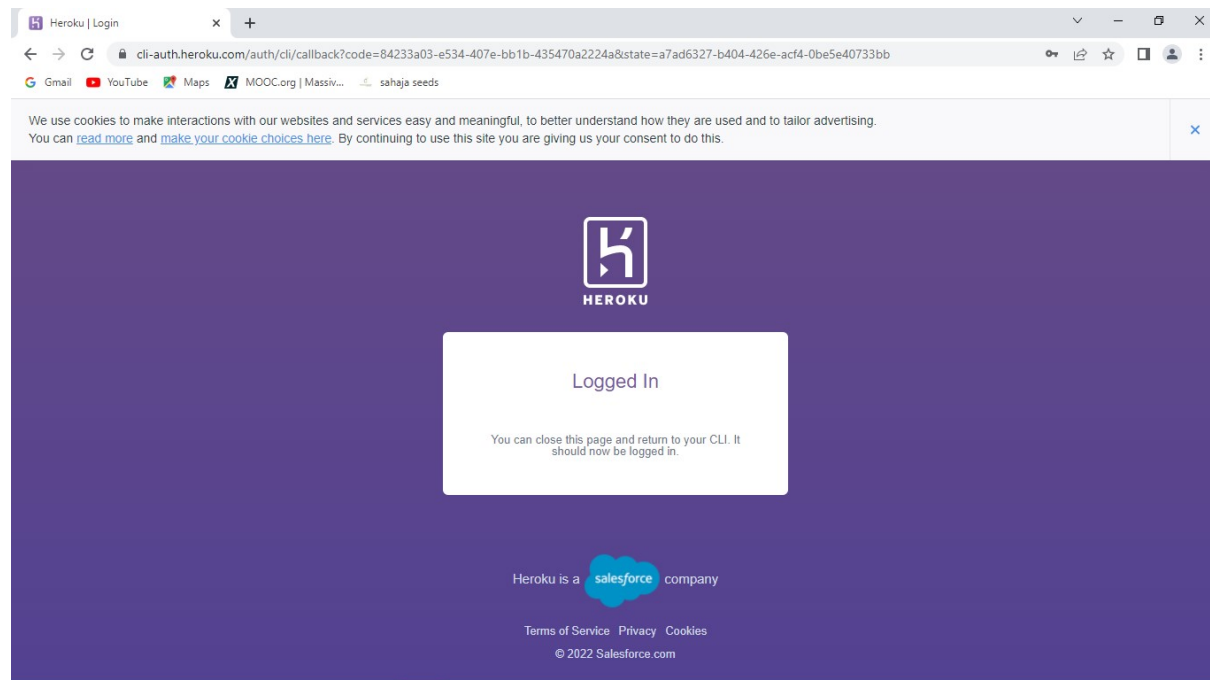 Heroku | Login
cli-auth.heroku.com/auth/cli/callback?code=84233a03-e534-407e-bb1b-435470a2224a&state=a7ad6327-b404-426e-acf4-0be5e40733bb
Gmail YouTube Maps MOOC.org | Massiv... sahaja seeds
We use cookies to make interactions with our websites and services easy and meaningful, to better understand how they are used and to tailor advertising.
You can read more and make your cookie choices here. By continuing to use this site you are giving us your consent to do this.
HEROKU
Logged In
You can close this page and return to your CLI. It
should now be logged in.
Heroku is a salesforce company
Terms of Service Privacy Cookies
© 2022 Salesforce.com